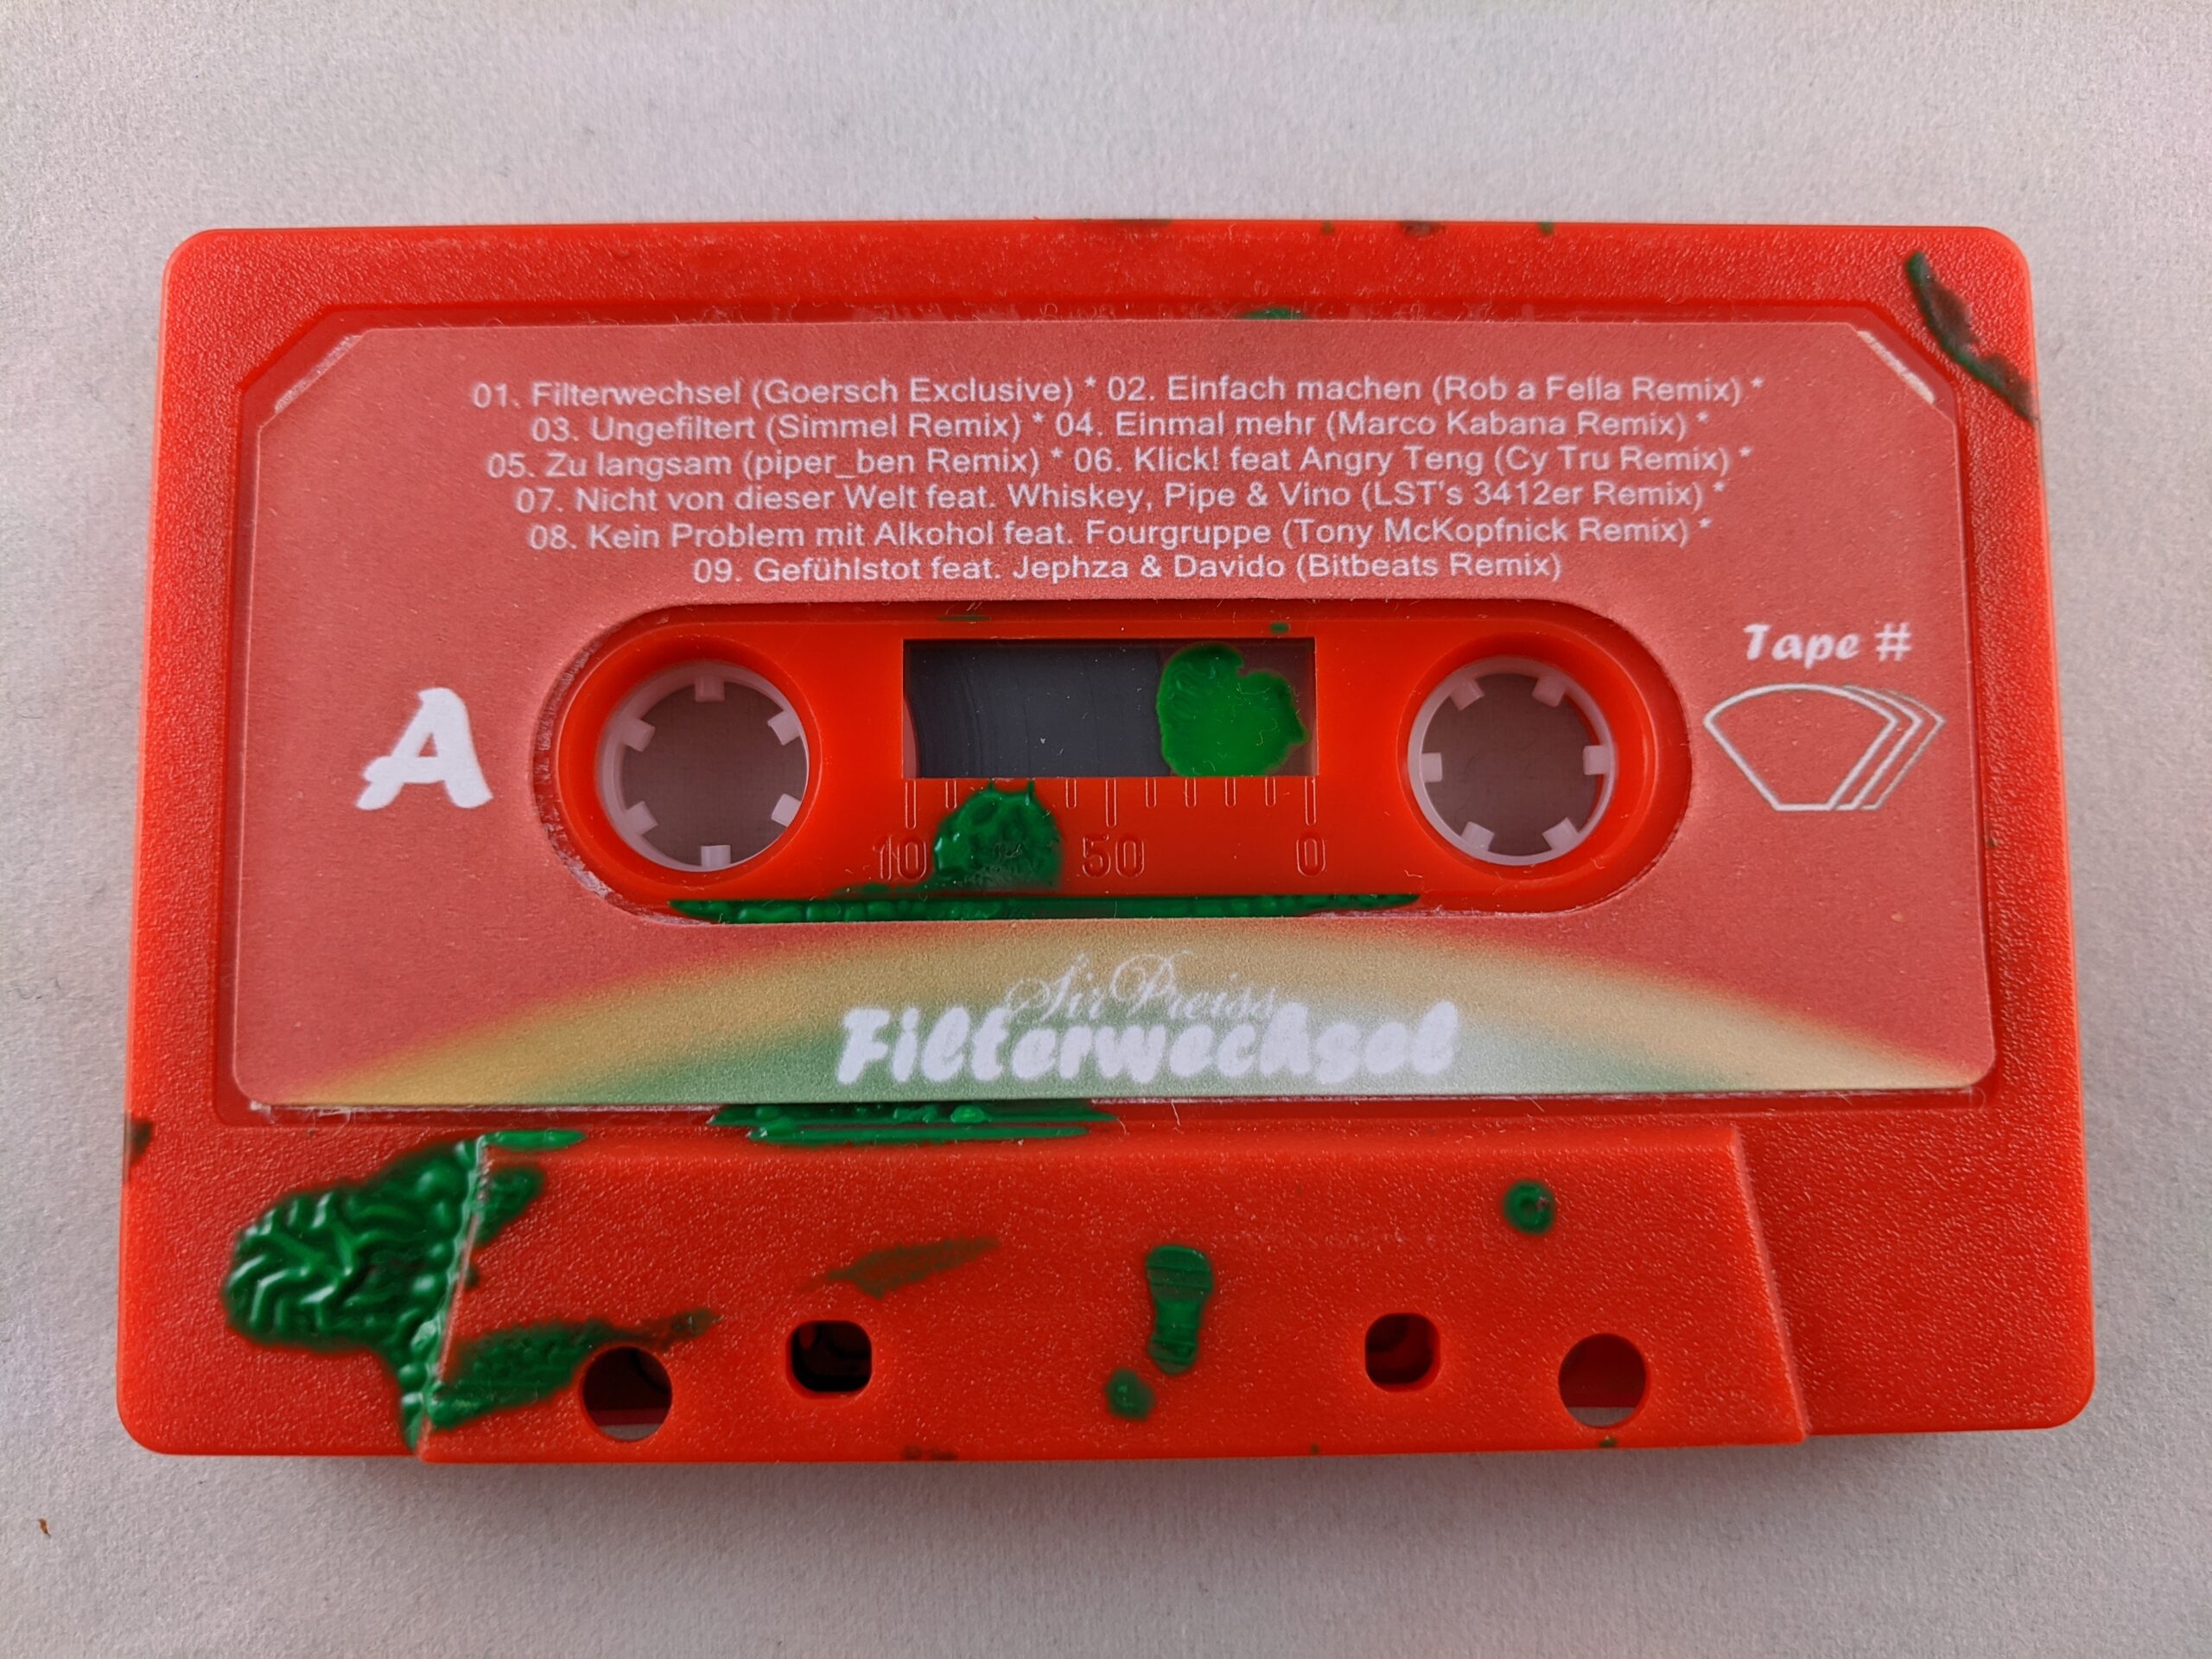 01. Filterwechsel (Goersch Exclusive) * 02. Einfach machen (Rob a Fella Remix) *
03. Ungefiltert (Simmel Remix) * 04. Einmal mehr (Marco Kabana Remix) *
05. Zu langsam (piper_ben Remix) * 06. Klick! feat Angry Teng (Cy Tru Remix) *
07. Nicht von dieser Welt feat. Whiskey, Pipe & Vino (LST's 3412er Remix) *
08. Kein Problem mit Alkohol feat. Fourgruppe (Tony McKopfnick Remix) *
09. Gefühlstot feat. Jephza & Davido (Bitbeats Remix)
Tape #
A
10 50 0
Sir Preiss
Filterwechsel